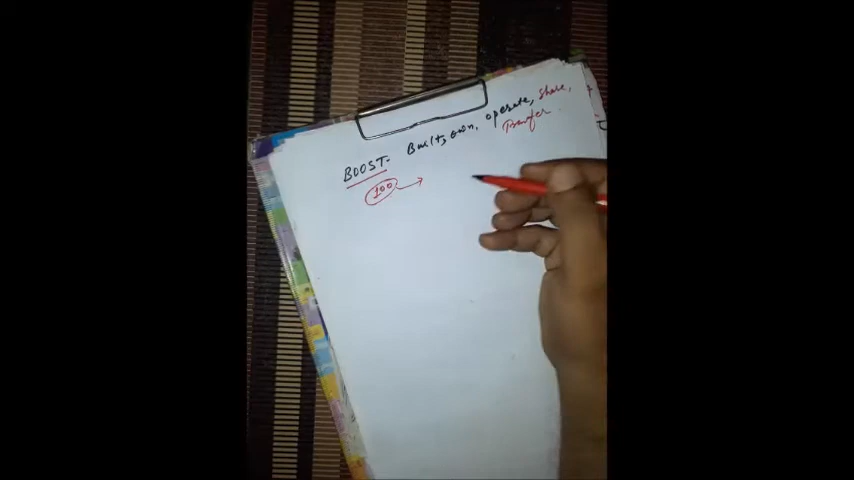 BOOST- Built, own, operate, Share,
Transfer
100 →